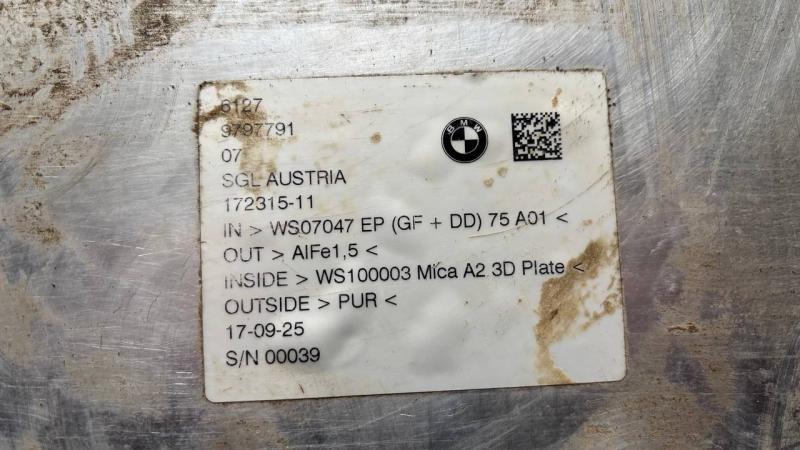 6127
9797791
BMW
07
SGL AUSTRIA
172315-11
IN > WS07047 EP (GF + DD) 75 A01 <
OUT > AlFe1,5 <
INSIDE > WS100003 Mica A2 3D Plate <
OUTSIDE > PUR <
17-09-25
S/N 00039